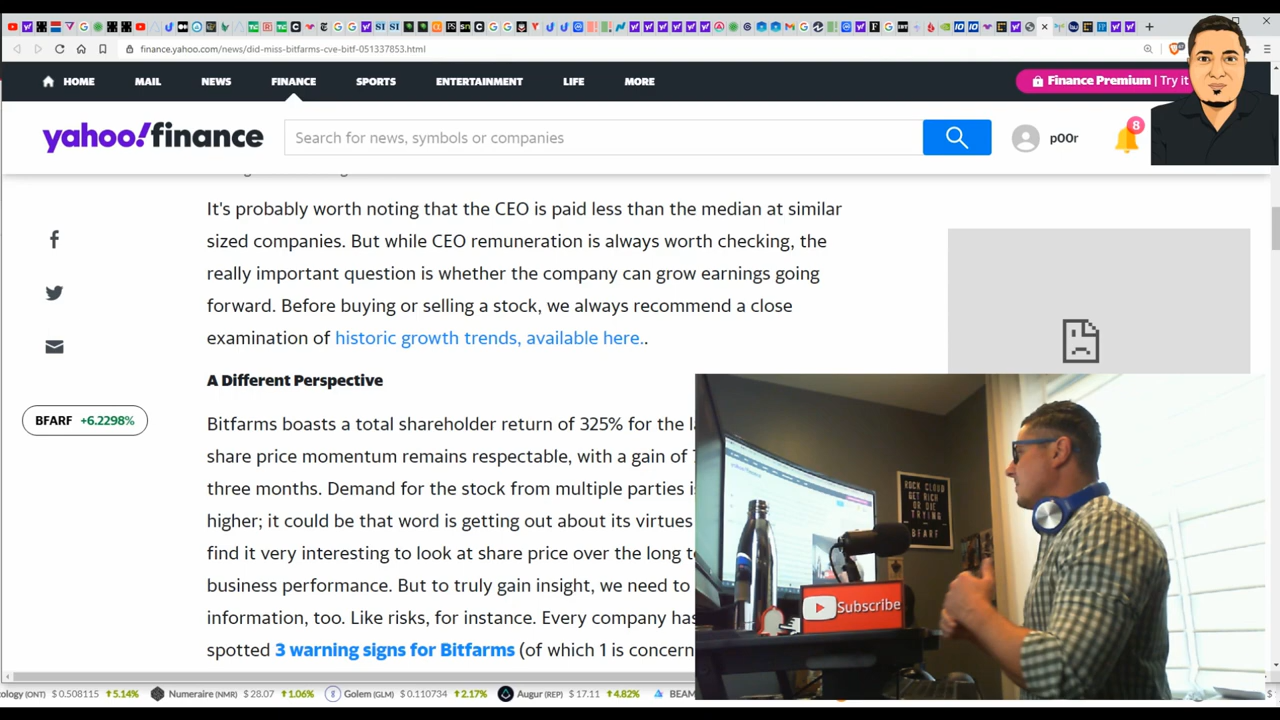 finance.yahoo.com/news/did-miss-bitfarms-cve-bitf-051337853.html
HOME MAIL NEWS FINANCE SPORTS ENTERTAINMENT LIFE MORE
Finance Premium | Try it
yahoo!finance
Search for news, symbols or companies
p00r
8
It's probably worth noting that the CEO is paid less than the median at similar
sized companies. But while CEO remuneration is always worth checking, the
really important question is whether the company can grow earnings going
forward. Before buying or selling a stock, we always recommend a close
examination of historic growth trends, available here..
A Different Perspective
BFARF +6.2298%
Bitfarms boasts a total shareholder return of 325% for the
share price momentum remains respectable, with a gain of
three months. Demand for the stock from multiple parties
higher; it could be that word is getting out about its virtues
find it very interesting to look at share price over the long
business performance. But to truly gain insight, we need to
information, too. Like risks, for instance. Every company
spotted 3 warning signs for Bitfarms (of which 1 is
ROCK CLOUD
GET RICH
OR DIE
TRYING
BFARF
Subscribe
(ONT) $ 0.508115 5.14% Numeraire (NMR) $ 28.07 1.06% Golem (GLM) $ 0.110734 2.17% Augur (REP) $ 17.11 4.82% BEAM